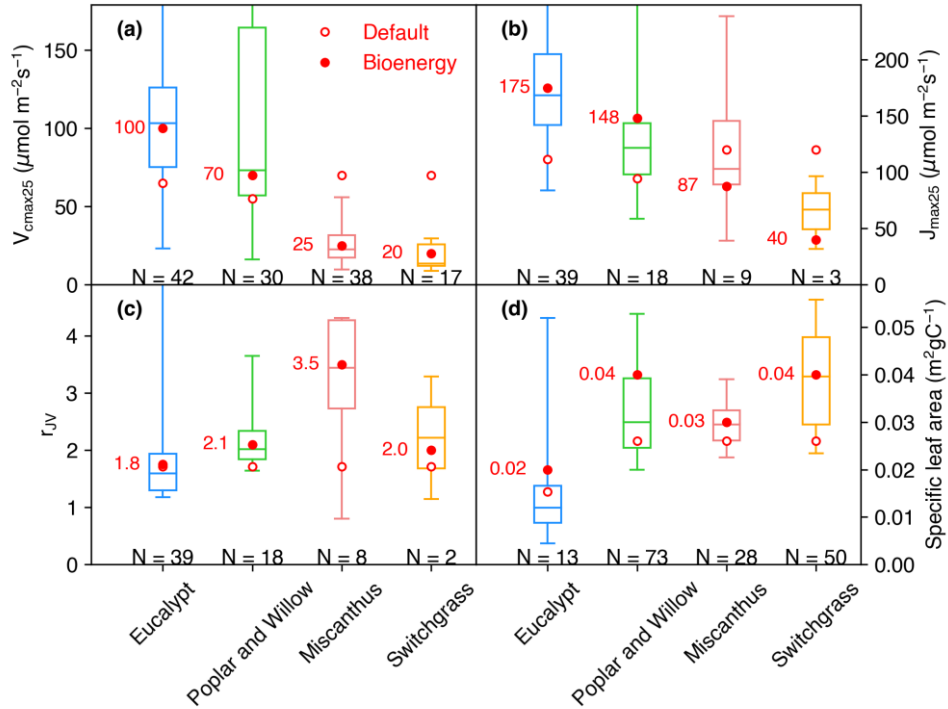 (a)
Default
Bioenergy
150
100
50
0
V_cmax25 (μmol m⁻²s⁻¹)
100
70
25
20
N = 42
N = 30
N = 38
N = 17
(b)
175
148
87
40
N = 39
N = 18
N = 9
N = 3
200
150
100
50
0
J_max25 (μmol m⁻²s⁻¹)
(c)
4
3
2
1
0
r_JV
1.8
2.1
3.5
2.0
N = 39
N = 18
N = 8
N = 2
(d)
0.02
0.04
0.03
0.04
N = 13
N = 73
N = 28
N = 50
0.05
0.04
0.03
0.02
0.01
0.00
Specific leaf area (m²gC⁻¹)
Eucalypt
Poplar and Willow
Miscanthus
Switchgrass
Eucalypt
Poplar and Willow
Miscanthus
Switchgrass